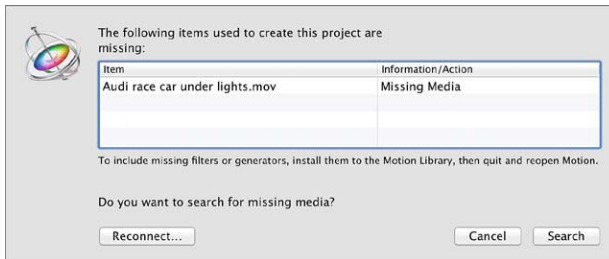 The following items used to create this project are
missing:
Item Information/Action
Audi race car under lights.mov Missing Media
To include missing filters or generators, install them to the Motion Library, then quit and reopen Motion.
Do you want to search for missing media?
Reconnect... Cancel Search